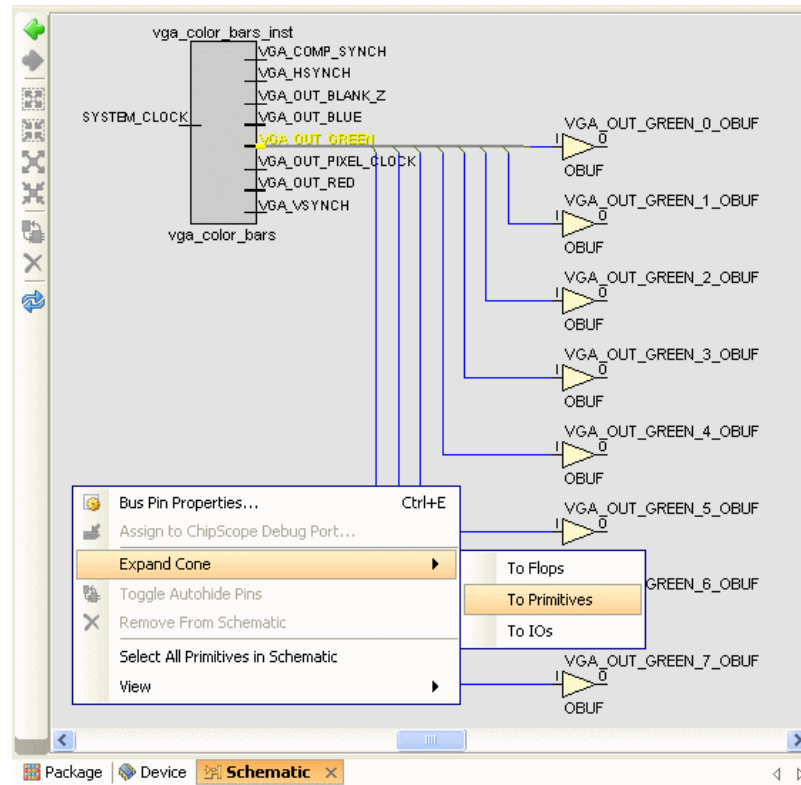 vga_color_bars_inst
VGA_COMP_SYNCH
VGA_HSYNCH
VGA_OUT_BLANK_Z
SYSTEM_CLOCK
VGA_OUT_BLUE
VGA_OUT_GREEN
VGA_OUT_PIXEL_CLOCK
VGA_OUT_RED
VGA_VSYNCH
vga_color_bars
VGA_OUT_GREEN_0_OBUF
I O
OBUF
VGA_OUT_GREEN_1_OBUF
I O
OBUF
VGA_OUT_GREEN_2_OBUF
I O
OBUF
VGA_OUT_GREEN_3_OBUF
I O
OBUF
VGA_OUT_GREEN_4_OBUF
I O
OBUF
VGA_OUT_GREEN_5_OBUF
I O
GREEN_6_OBUF
VGA_OUT_GREEN_7_OBUF
I O
OBUF
Bus Pin Properties... Ctrl+E
Assign to ChipScope Debug Port...
Expand Cone
Toggle Autohide Pins
Remove From Schematic
Select All Primitives in Schematic
View
To Flops
To Primitives
To IOs
Package Device Schematic